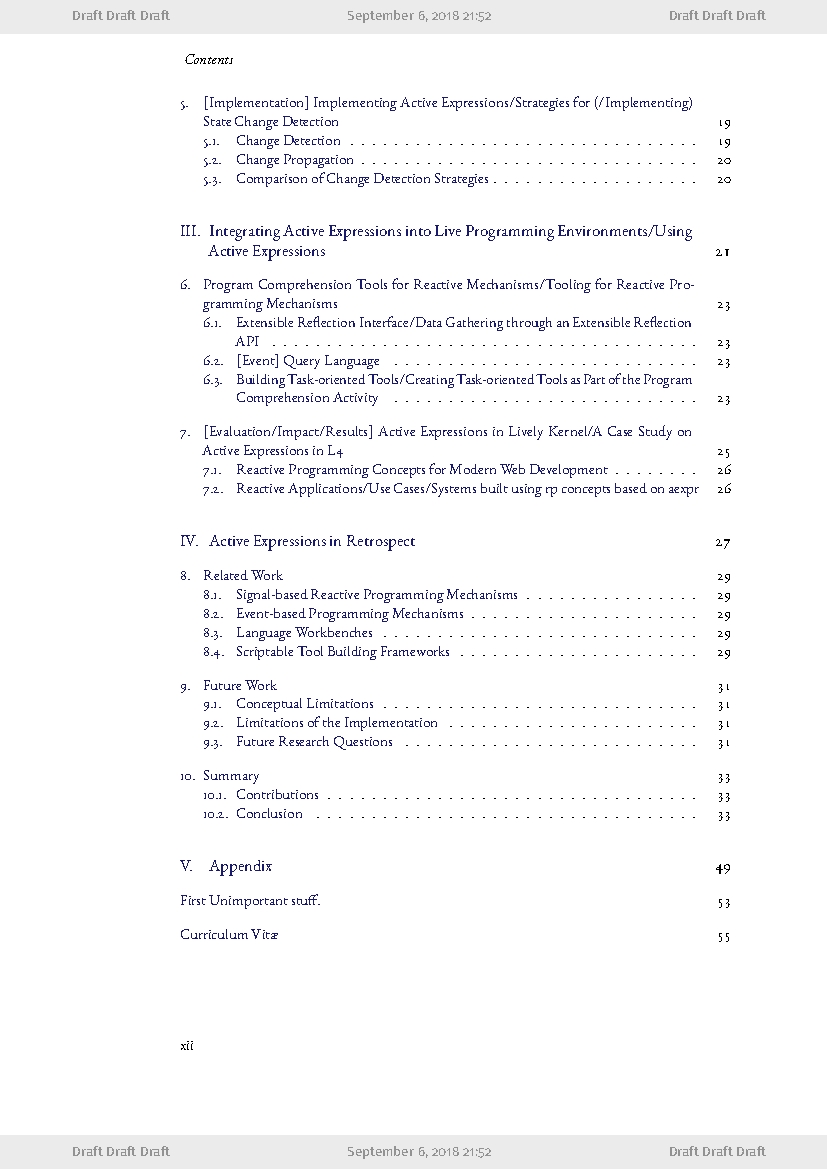 Draft Draft Draft September 6, 2018 21:52 Draft Draft Draft
Contents
5. [Implementation] Implementing Active Expressions/Strategies for (/Implementing)
State Change Detection 19
5.1. Change Detection . . . . . . . . . . . . . . . . . . . . . . . . . . . . . . . . 19
5.2. Change Propagation . . . . . . . . . . . . . . . . . . . . . . . . . . . . . . . 20
5.3. Comparison of Change Detection Strategies . . . . . . . . . . . . . . . . . . . 20
III. Integrating Active Expressions into Live Programming Environments/Using
Active Expressions 21
6. Program Comprehension Tools for Reactive Mechanisms/Tooling for Reactive Pro-
gramming Mechanisms 23
6.1. Extensible Reflection Interface/Data Gathering through an Extensible Reflection
API . . . . . . . . . . . . . . . . . . . . . . . . . . . . . . . . . . . . . . . 23
6.2. [Event] Query Language . . . . . . . . . . . . . . . . . . . . . . . . . . . . 23
6.3. Building Task-oriented Tools/Creating Task-oriented Tools as Part of the Program
Comprehension Activity . . . . . . . . . . . . . . . . . . . . . . . . . . . . 23
7. [Evaluation/Impact/Results] Active Expressions in Lively Kernel/A Case Study on
Active Expressions in L4 25
7.1. Reactive Programming Concepts for Modern Web Development . . . . . . . . 26
7.2. Reactive Applications/Use Cases/Systems built using rp concepts based on aexpr 26
IV. Active Expressions in Retrospect 27
8. Related Work 29
8.1. Signal-based Reactive Programming Mechanisms . . . . . . . . . . . . . . . . 29
8.2. Event-based Programming Mechanisms . . . . . . . . . . . . . . . . . . . . . 29
8.3. Language Workbenches . . . . . . . . . . . . . . . . . . . . . . . . . . . . . 29
8.4. Scriptable Tool Building Frameworks . . . . . . . . . . . . . . . . . . . . . . 29
9. Future Work 31
9.1. Conceptual Limitations . . . . . . . . . . . . . . . . . . . . . . . . . . . . . 31
9.2. Limitations of the Implementation . . . . . . . . . . . . . . . . . . . . . . . 31
9.3. Future Research Questions . . . . . . . . . . . . . . . . . . . . . . . . . . . 31
10. Summary 33
10.1. Contributions . . . . . . . . . . . . . . . . . . . . . . . . . . . . . . . . . . 33
10.2. Conclusion . . . . . . . . . . . . . . . . . . . . . . . . . . . . . . . . . . . 33
V. Appendix 49
First Unimportant stuff. 53
Curriculum Vitæ 55
xii
Draft Draft Draft September 6, 2018 21:52 Draft Draft Draft